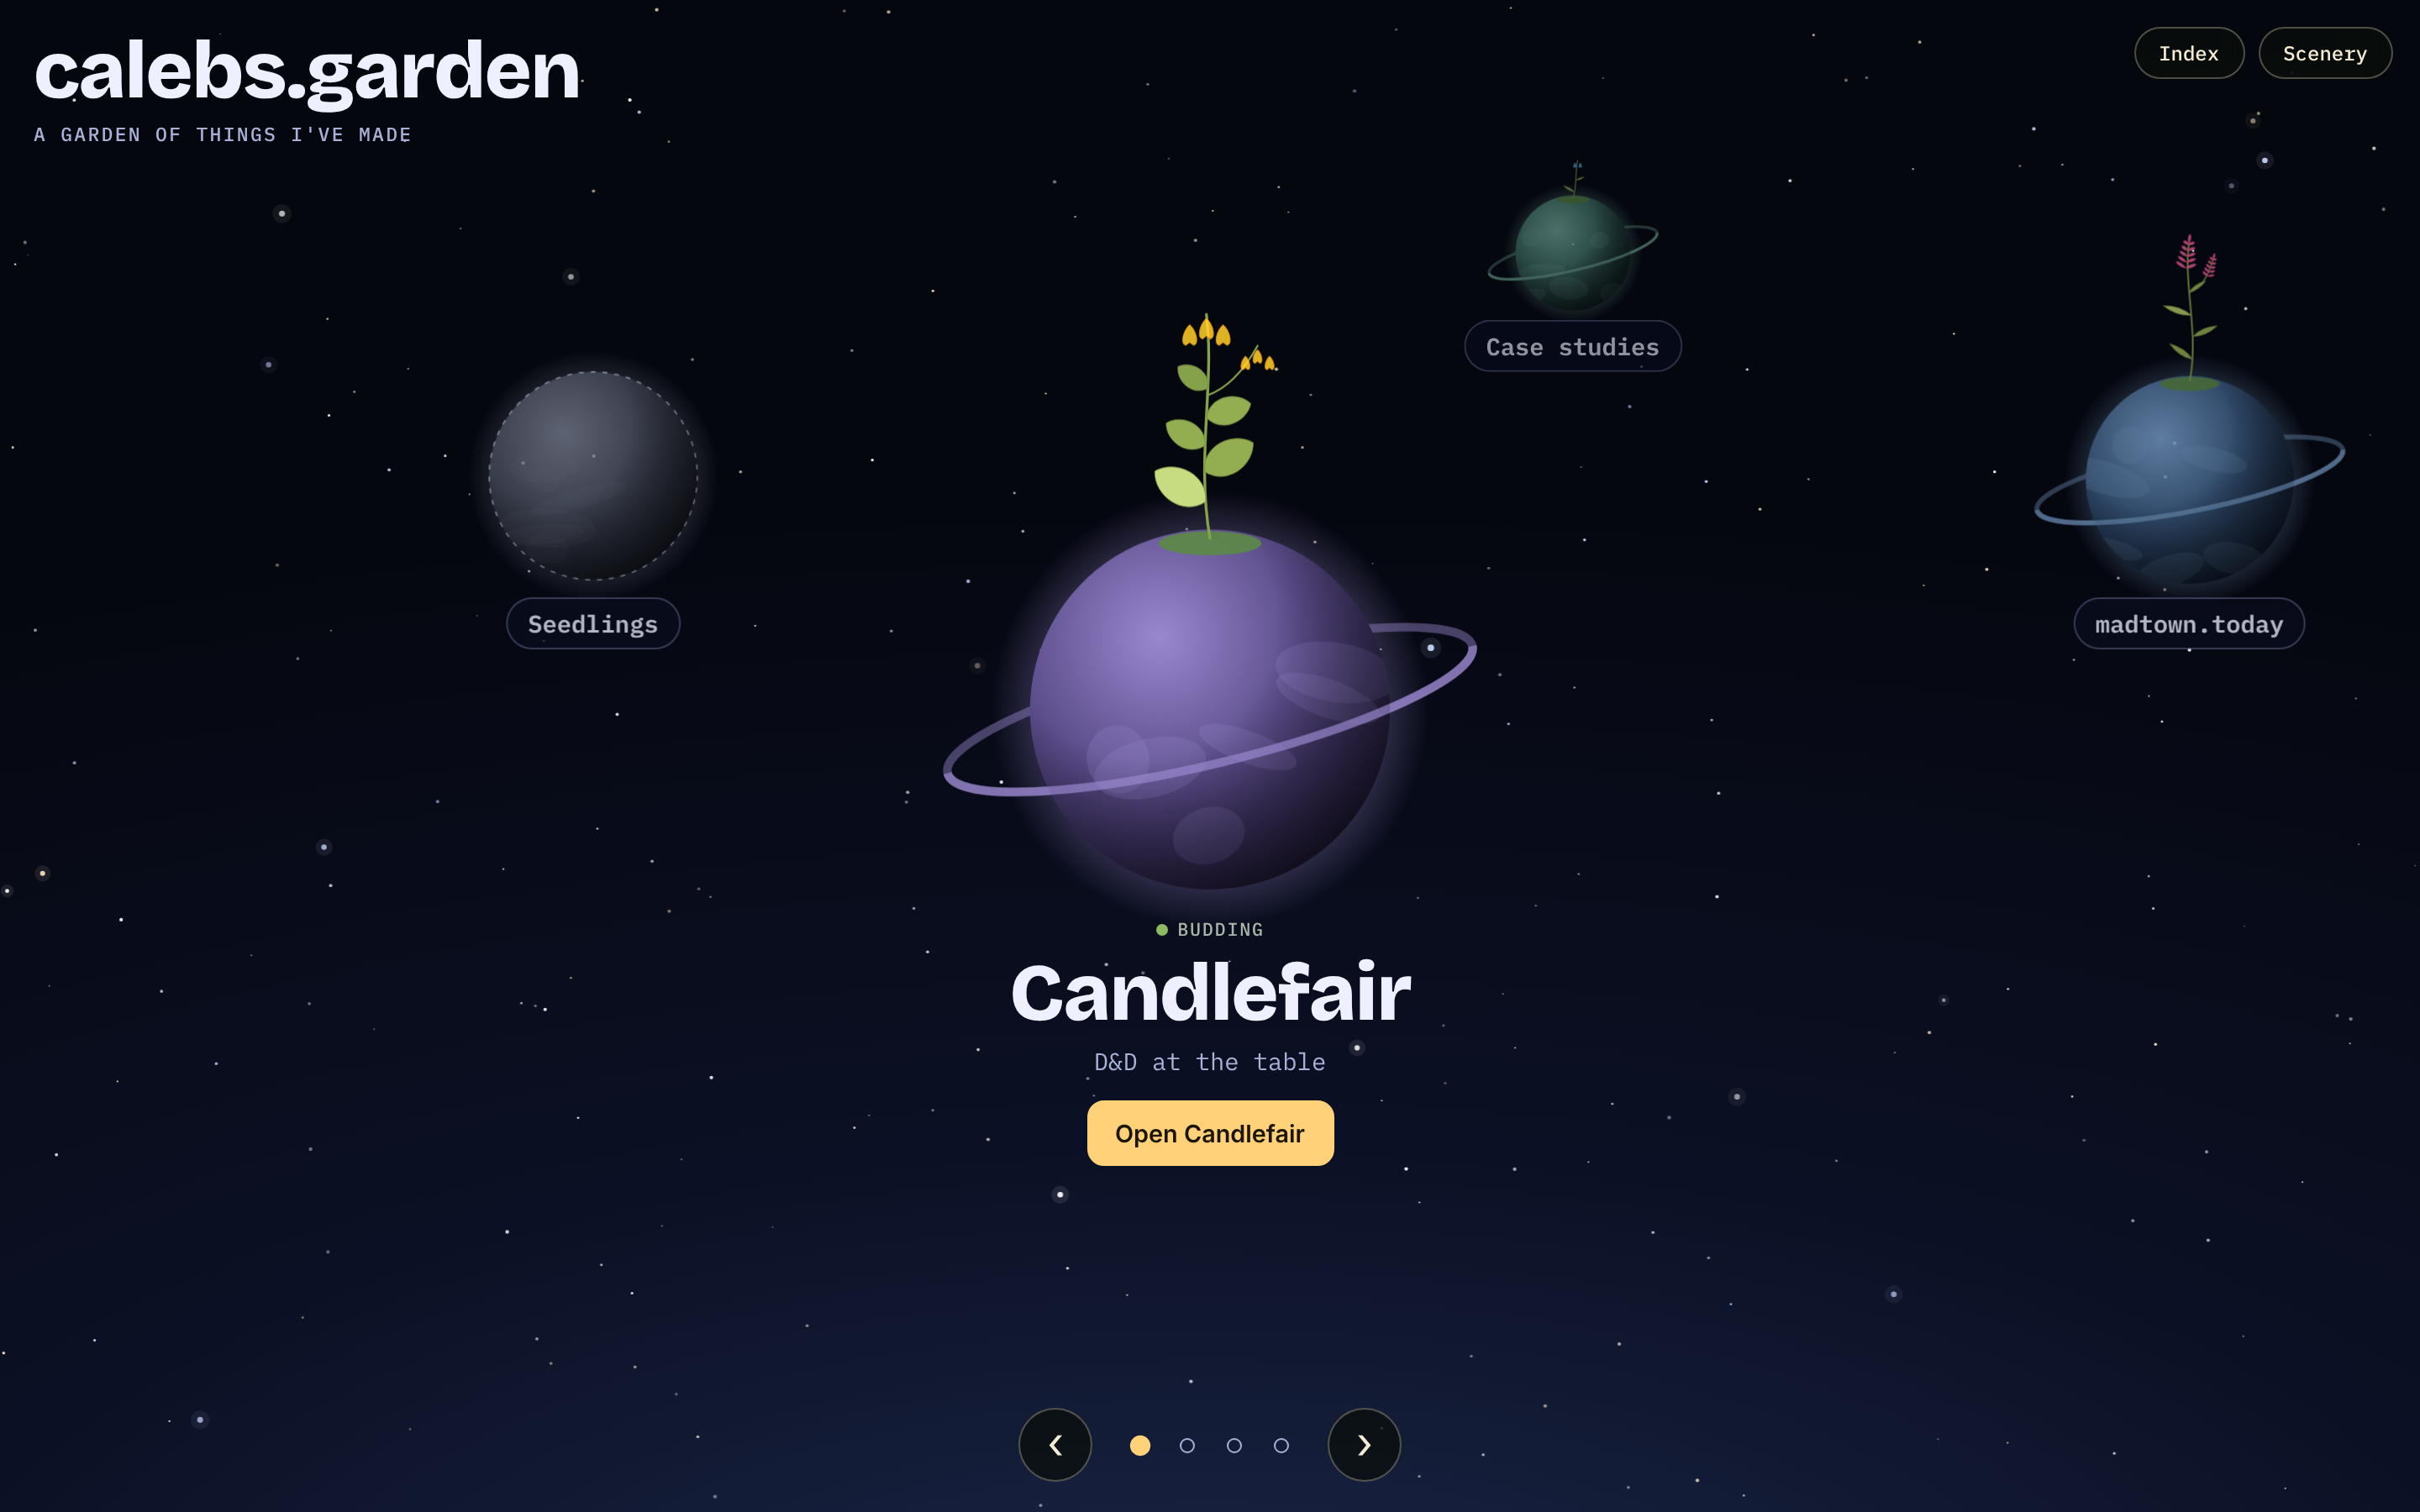 calebs.garden
A GARDEN OF THINGS I'VE MADE
Index
Scenery
Case studies
Seedlings
madtown.today
BUDDING
Candlefair
D&D at the table
Open Candlefair